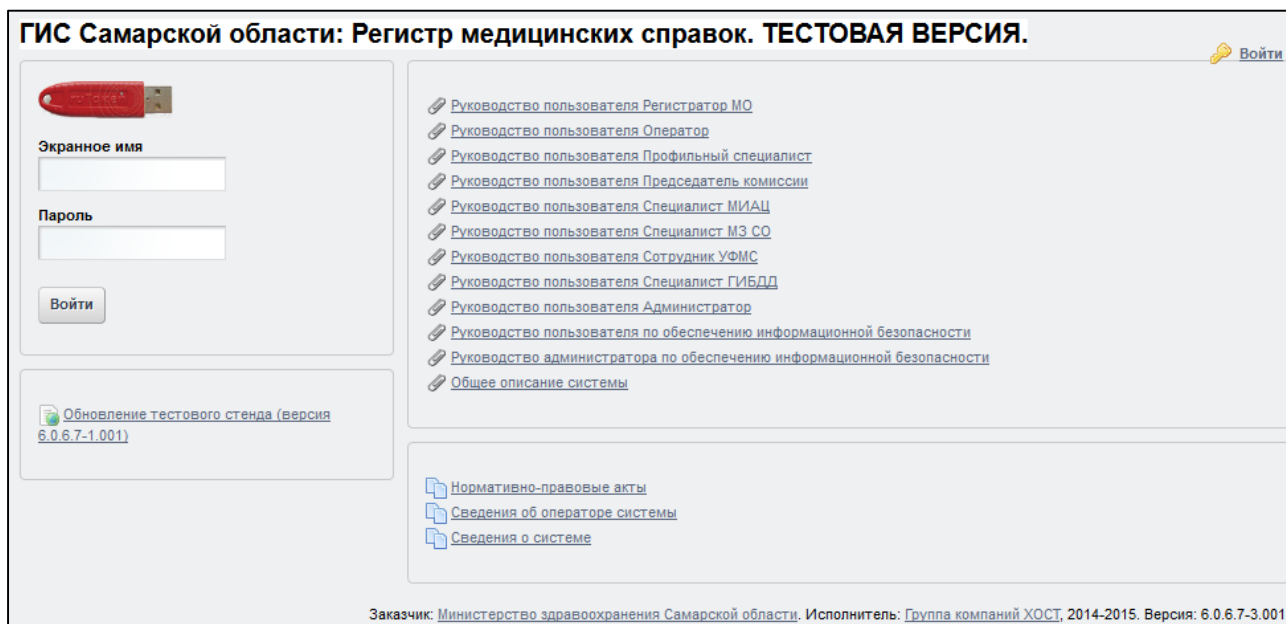 ГИС Самарской области: Регистр медицинских справок. ТЕСТОВАЯ ВЕРСИЯ.
Войти
ruToken
Экранное имя
Пароль
Войти
Обновление тестового стенда (версия
6.0.6.7-1.001)
Руководство пользователя Регистратор МО
Руководство пользователя Оператор
Руководство пользователя Профильный специалист
Руководство пользователя Председатель комиссии
Руководство пользователя Специалист МИАЦ
Руководство пользователя Специалист МЗ СО
Руководство пользователя Сотрудник УФМС
Руководство пользователя Специалист ГИБДД
Руководство пользователя Администратор
Руководство пользователя по обеспечению информационной безопасности
Руководство администратора по обеспечению информационной безопасности
Общее описание системы
Нормативно-правовые акты
Сведения об операторе системы
Сведения о системе
Заказчик: Министерство здравоохранения Самарской области. Исполнитель: Группа компаний ХОСТ, 2014-2015. Версия: 6.0.6.7-3.001